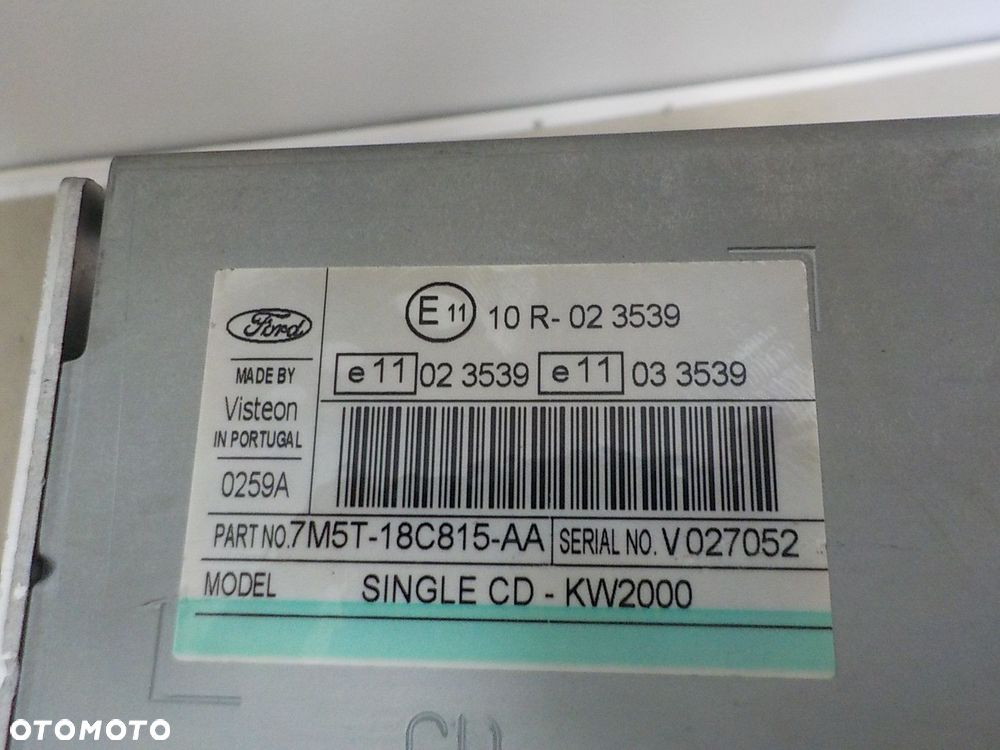 E 11 10 R- 02 3539
Ford
e 11 02 3539 e 11 03 3539
MADE BY
Visteon
IN PORTUGAL
0259A
PART NO.7M5T-18C815-AA SERIAL NO. V 027052
MODEL SINGLE CD - KW2000
OTOMOTO